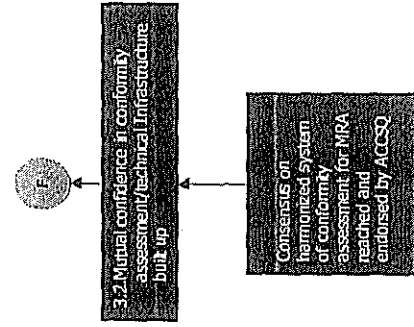 E
3.2 Mutual confidence in conformity
assessment/technical Infrastructure
built up
Consensus on
harmonized system
of conformity
assessment for MRA
reached and
endorsed by ACCSQ